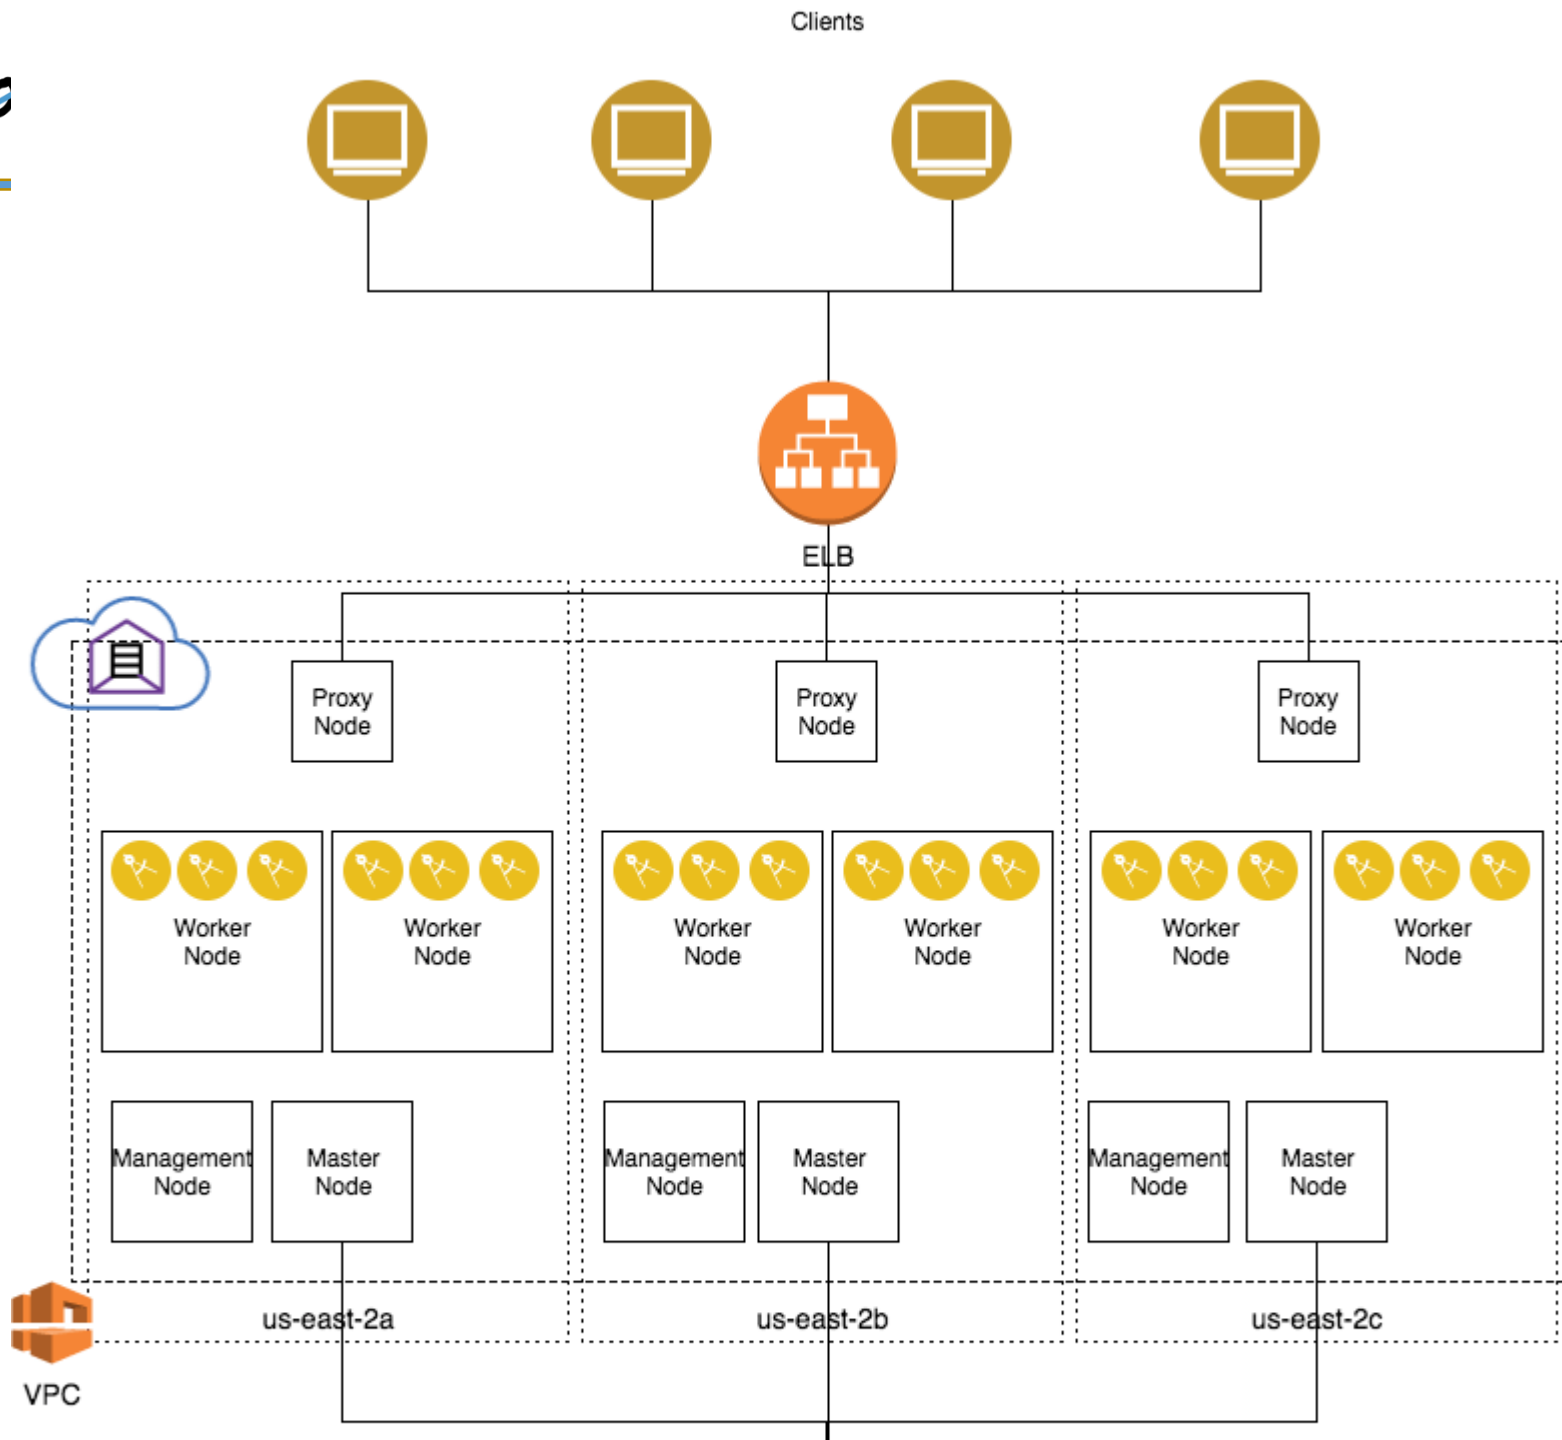 Clients
ELB
Proxy
Node
Proxy
Node
Proxy
Node
Worker
Node
Worker
Node
Worker
Node
Worker
Node
Worker
Node
Worker
Node
Management
Node
Master
Node
Management
Node
Master
Node
Management
Node
Master
Node
us-east-2a
us-east-2b
us-east-2c
VPC